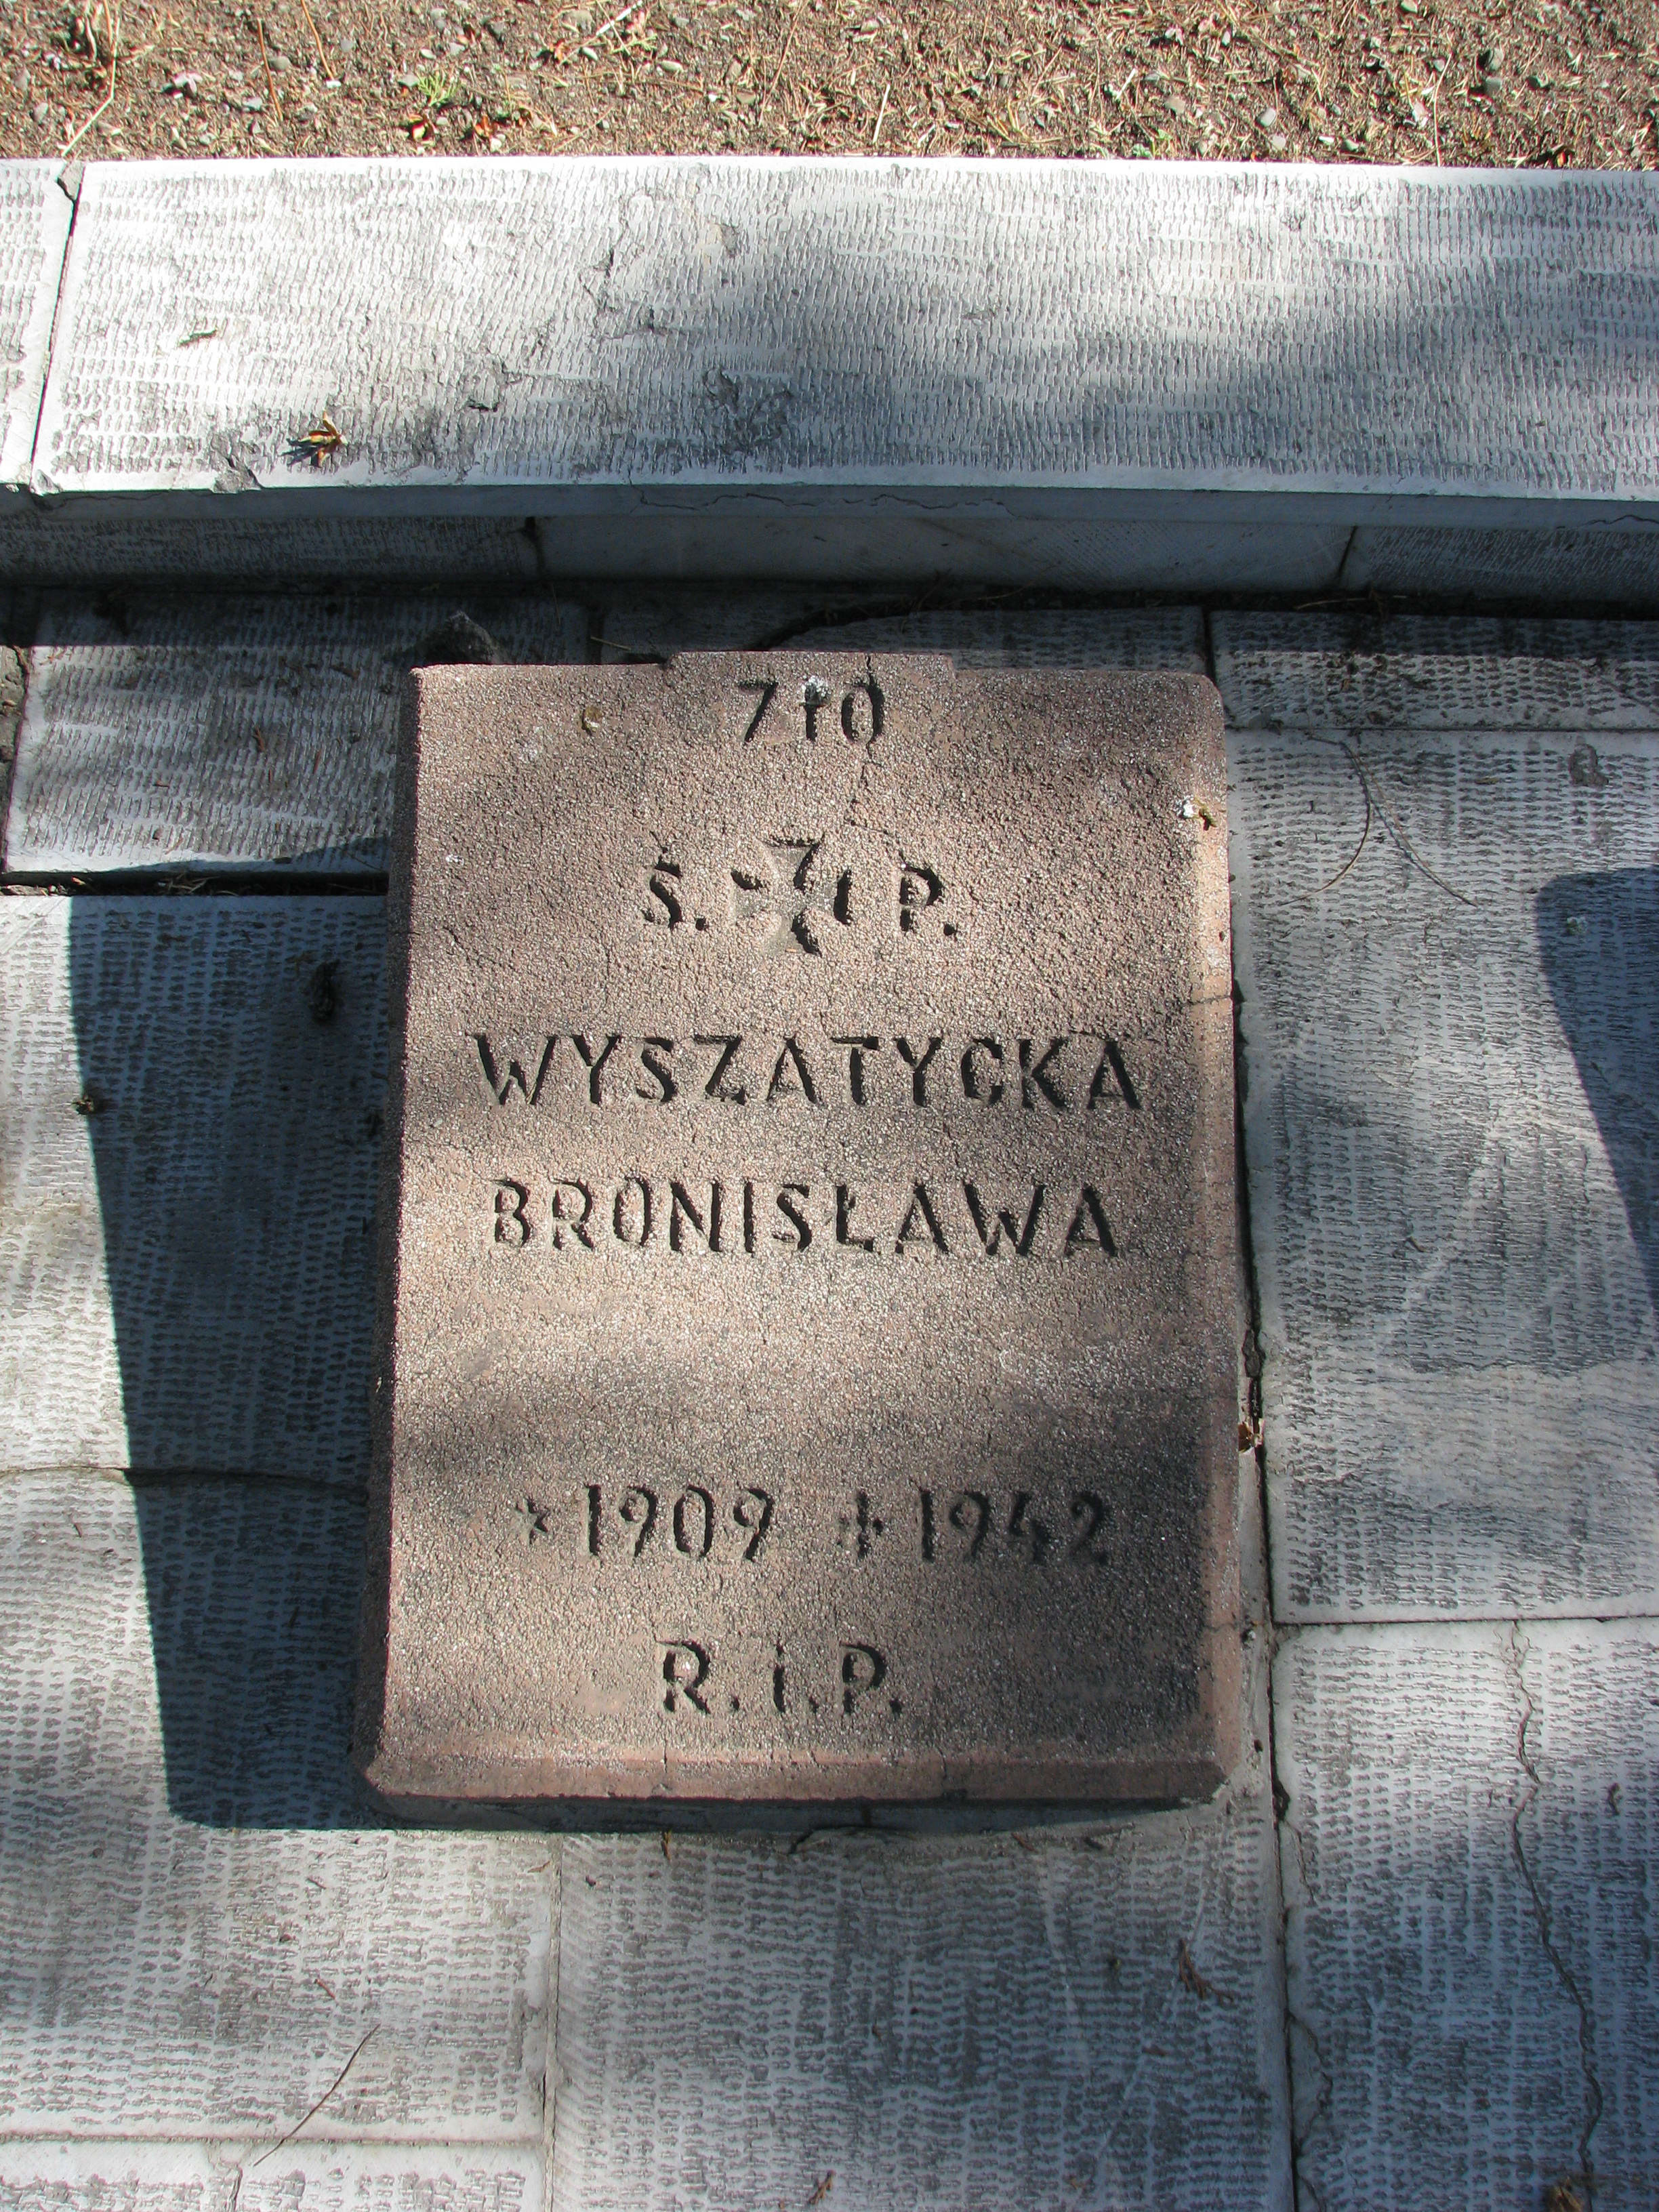 710
Ś. I P.
WYSZATYCKA
BRONISŁAWA
* 1909 + 1942
R.I.P.